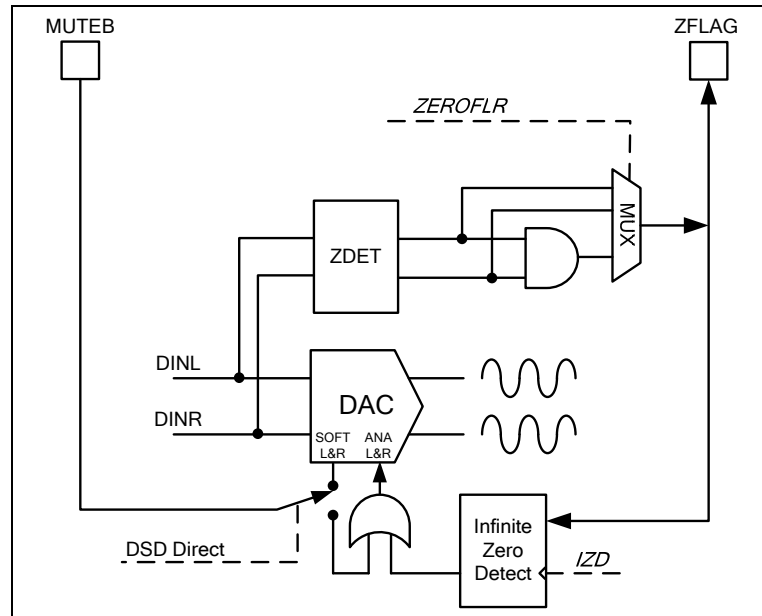 MUTEB
ZFLAG
ZEROFLR
MUX
ZDET
DINL
DINR
DAC
SOFT
L&R
ANA
L&R
DSD Direct
Infinite
Zero
Detect
IZD